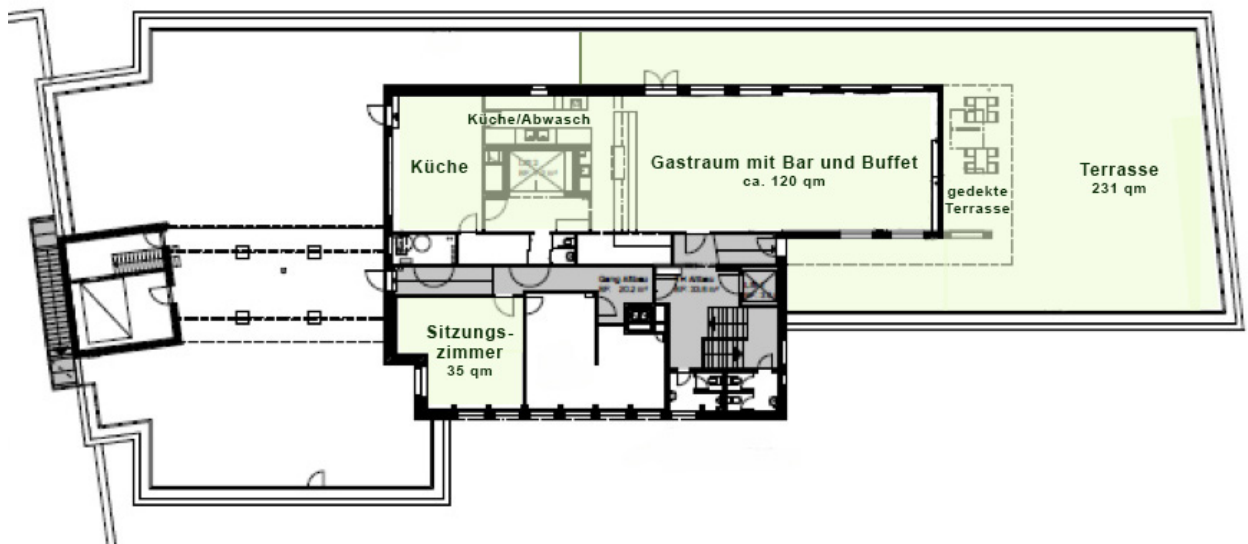 Küche/Abwasch
Küche
Gastraum mit Bar und Buffet
ca. 120 qm
Terrasse
231 qm
gedekte
Terrasse
Sitzungs-
zimmer
35 qm